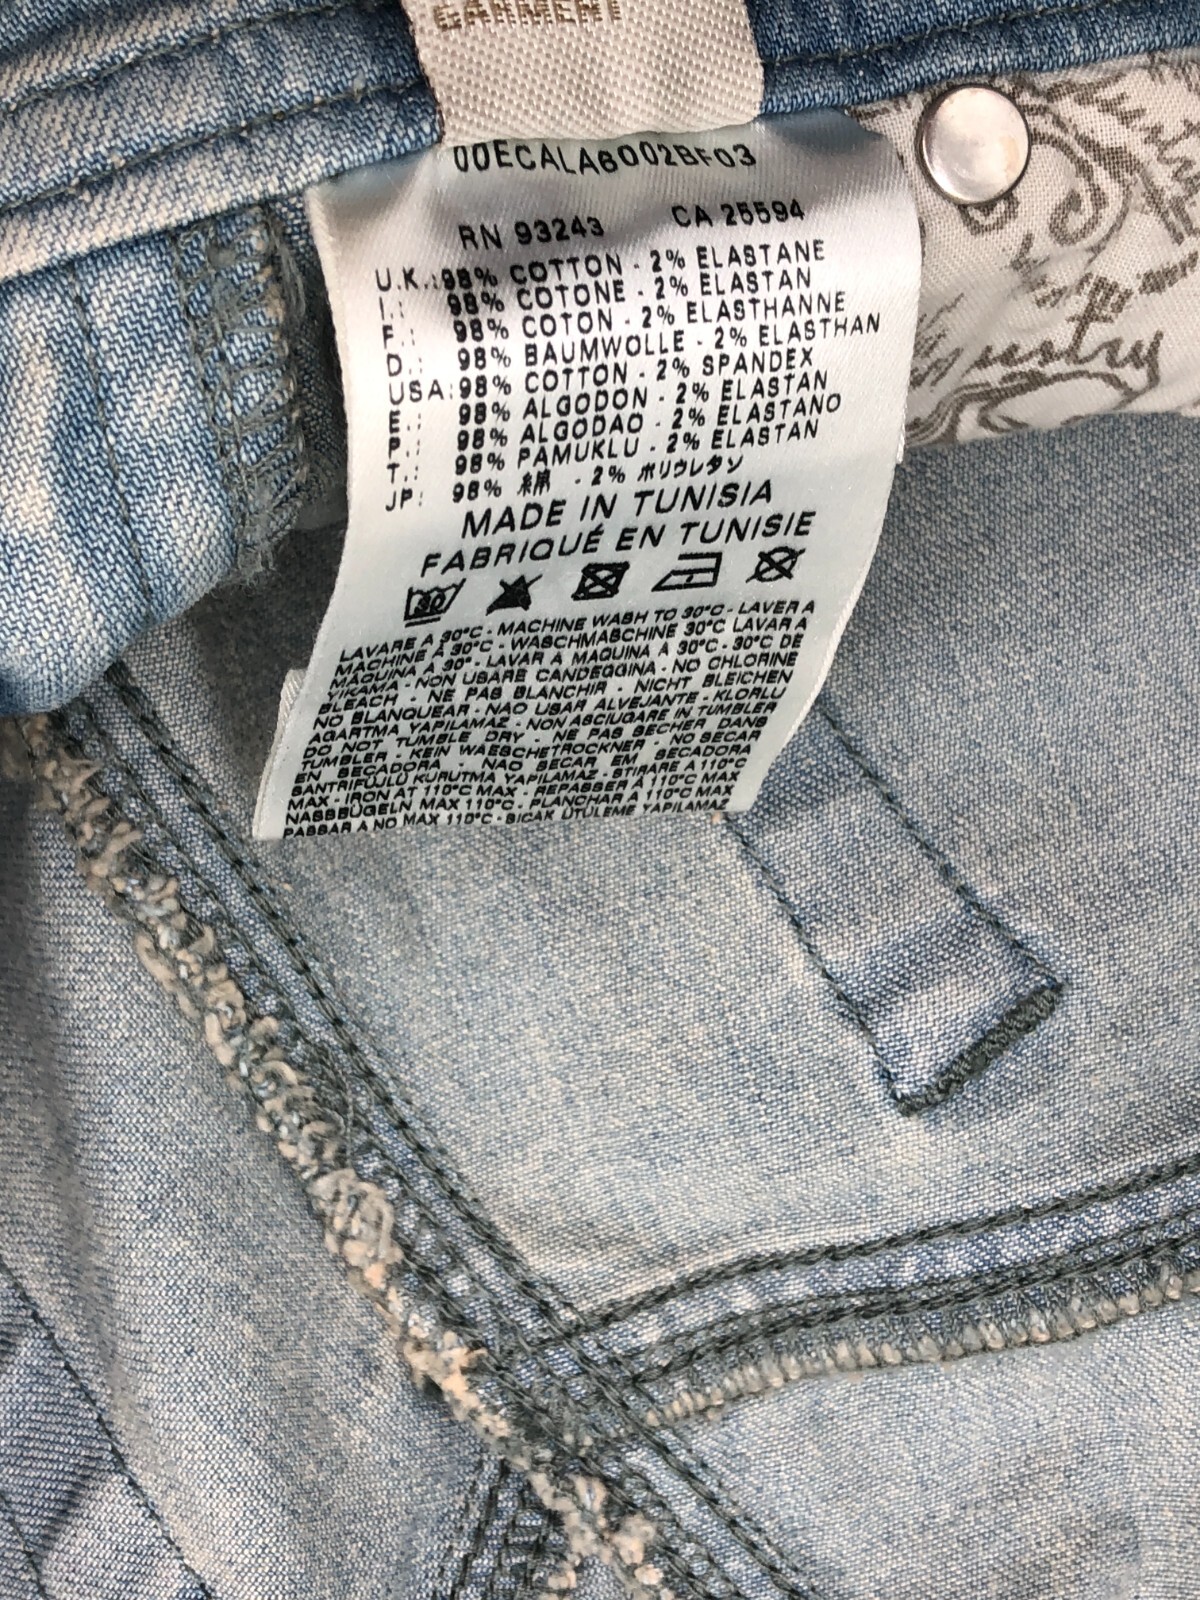 GARMENT
00ECALA6002BF03
RN 93243 CA 25594
U.K.:98% COTTON - 2% ELASTANE
I.: 98% COTONE - 2% ELASTAN
F.: 98% COTON - 2% ELASTHANNE
D.: 98% BAUMWOLLE - 2% ELASTHAN
USA:98% COTTON - 2% SPANDEX
E.: 98% ALGODON - 2% ELASTAN
P.: 98% ALGODAO - 2% ELASTANO
T.: 98% PAMUKLU - 2% ELASTAN
JP: 98% 綿 - 2% ポリウレタン
MADE IN TUNISIA
FABRIQUÉ EN TUNISIE
30
LAVARE A 30°C - MACHINE WASH TO 30°C - LAVER A
MACHINE À 30°C - WASCHMASCHINE 30°C LAVAR A
MAQUINA A 30° - LAVAR À MAQUINA A 30°C - 30°C DE
YIKAMA - NON USARE CANDEGGINA - NO CHLORINE
BLEACH - NE PAS BLANCHIR - NICHT BLEICHEN
NO BLANQUEAR - NAO USAR ALVEJANTE - KLORLU
AGARTMA YAPILAMAZ - NON ASCIUGARE IN TUMBLER
DO NOT TUMBLE DRY - NE PAS SECHER DANS
TUMBLER - KEIN WAESCHETROCKNER - NO SECAR
EN SECADORA - NAO SECAR EM SECADORA
SANTRIFÜJLÜ KURUTMA YAPILAMAZ - STIRARE A 110°C
MAX - IRON AT 110°C MAX - REPASSER A 110°C MAX
NASSBÜGELN MAX 110°C - PLANCHAR A 110°C MAX
PASSAR A NO MAX 110°C - SICAK ÜTÜLEME YAPILAMAZ